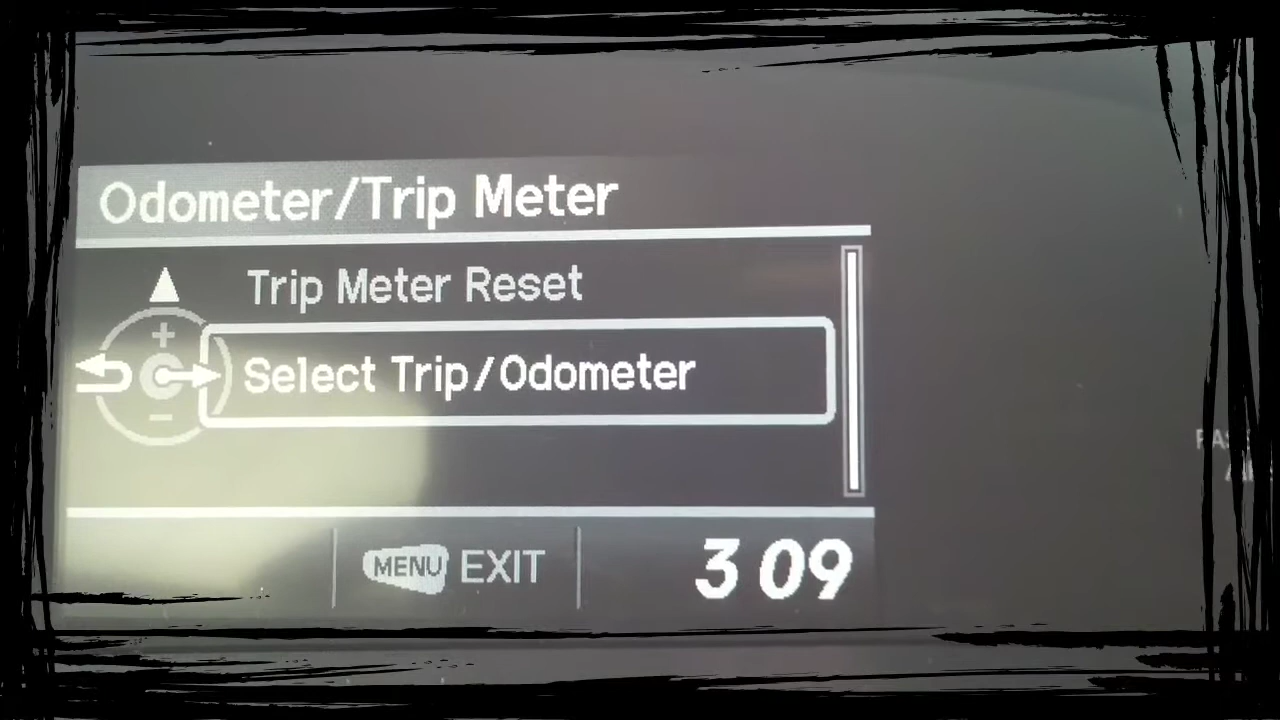 Odometer/Trip Meter
Trip Meter Reset
+
Select Trip/Odometer
−
MENU EXIT
3 09